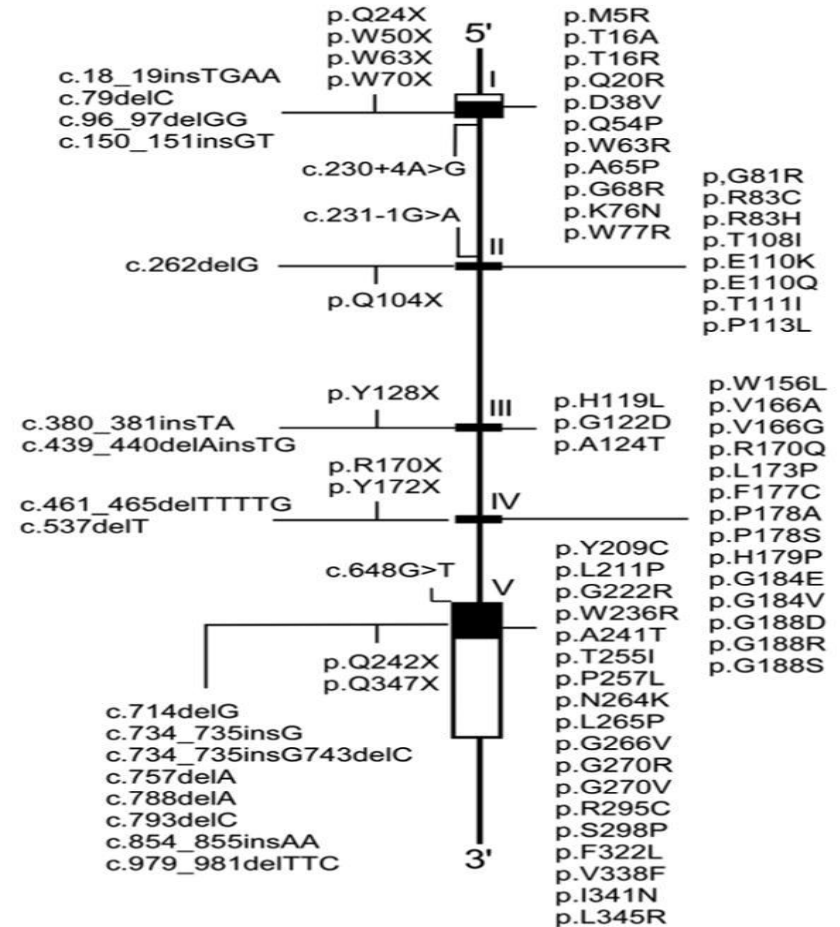 5'
p.Q24X
p.W50X
p.W63X
p.W70X
c.18_19insTGAA
c.79delC
c.96_97delGG
c.150_151insGT
I
p.M5R
p.T16A
p.T16R
p.Q20R
p.D38V
p.Q54P
p.W63R
p.A65P
p.G68R
p.K76N
p.W77R
c.230+4A>G
c.231-1G>A
II
c.262delG
p.Q104X
p,G81R
p.R83C
p.R83H
p.T108I
p.E110K
p.E110Q
p.T111I
p.P113L
p.Y128X
III
c.380_381insTA
c.439_440delAinsTG
p.H119L
p.G122D
p.A124T
p.R170X
p.Y172X
IV
c.461_465delTTTTG
c.537delT
p.W156L
p.V166A
p.V166G
p.R170Q
p.L173P
p.F177C
p.P178A
p.P178S
p.H179P
p.G184E
p.G184V
p.G188D
p.G188R
p.G188S
c.648G>T
V
p.Q242X
p.Q347X
c.714delG
c.734_735insG
c.734_735insG743delC
c.757delA
c.788delA
c.793delC
c.854_855insAA
c.979_981delTTC
p.Y209C
p.L211P
p.G222R
p.W236R
p.A241T
p.T255I
p.P257L
p.N264K
p.L265P
p.G266V
p.G270R
p.G270V
p.R295C
p.S298P
p.F322L
p.V338F
p.I341N
p.L345R
3'